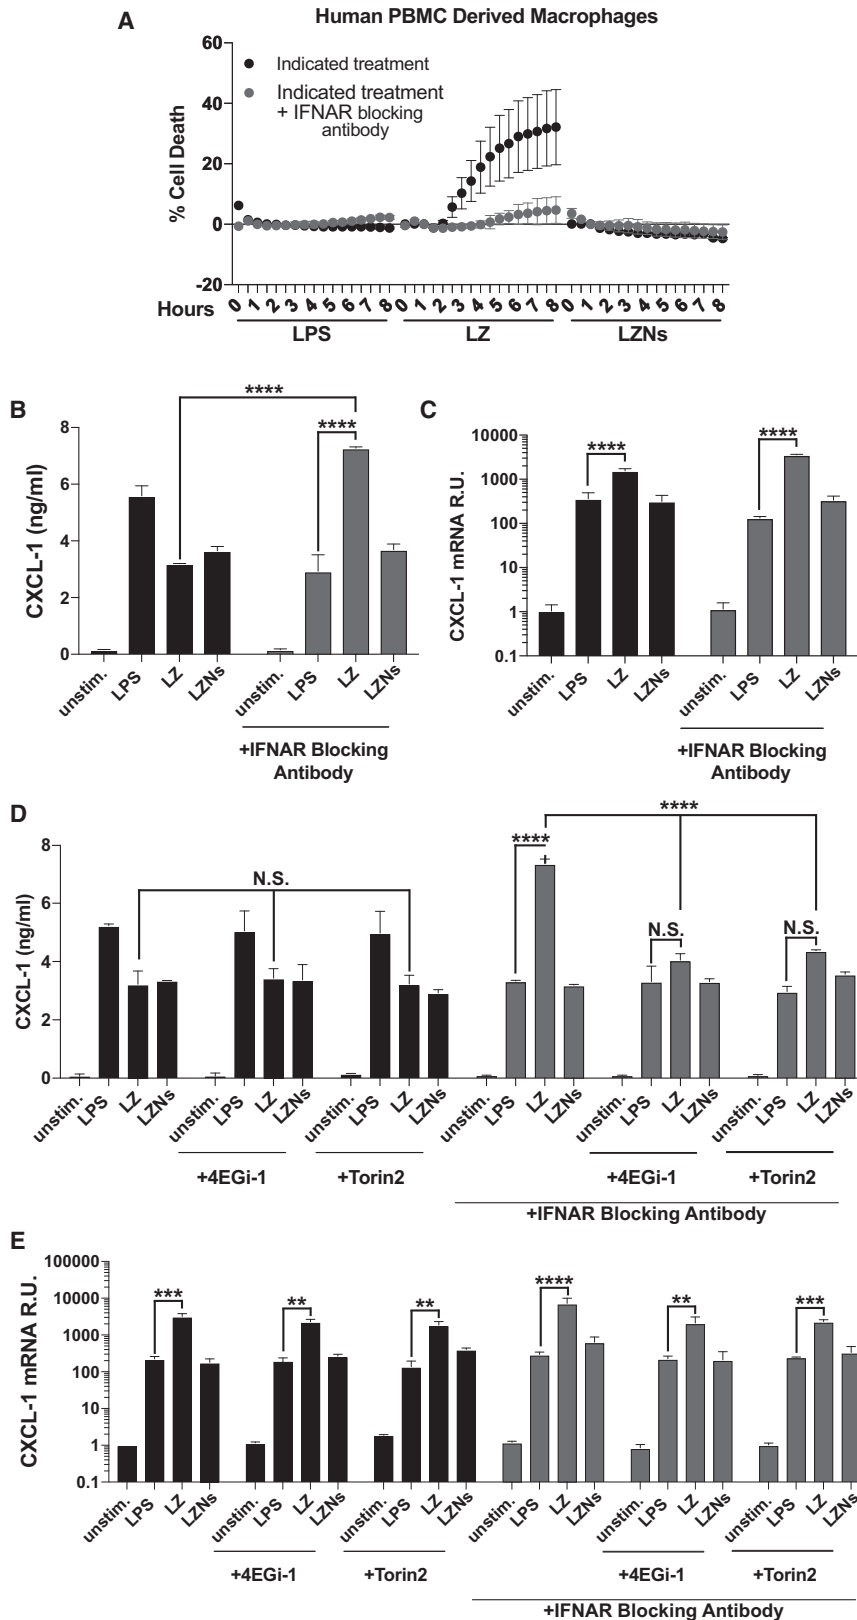 A
Human PBMC Derived Macrophages
60
40
20
0
-20
% Cell Death
Indicated treatment
Indicated treatment
+ IFNAR blocking
antibody
Hours
0 1 2 3 4 5 6 7 8 0 1 2 3 4 5 6 7 8 0 1 2 3 4 5 6 7 8
LPS LZ LZNs
B
CXCL-1 (ng/ml)
8
6
4
2
0
****
****
unstim. LPS LZ LZNs unstim. LPS LZ LZNs
+IFNAR Blocking
Antibody
C
CXCL-1 mRNA R.U.
10000
1000
100
10
1
0.1
**** ****
unstim. LPS LZ LZNs unstim. LPS LZ LZNs
+IFNAR Blocking
Antibody
D
CXCL-1 (ng/ml)
8
6
4
2
0
N.S.
****
****
N.S. N.S.
unstim. LPS LZ LZNs unstim. LPS LZ LZNs unstim. LPS LZ LZNs unstim. LPS LZ LZNs unstim. LPS LZ LZNs unstim. LPS LZ LZNs
+4EGi-1 +Torin2 +4EGi-1 +Torin2
+IFNAR Blocking Antibody
E
CXCL-1 mRNA R.U.
100000
10000
1000
100
10
1
0.1
*** ** ** **** ** ***
unstim. LPS LZ LZNs unstim. LPS LZ LZNs unstim. LPS LZ LZNs unstim. LPS LZ LZNs unstim. LPS LZ LZNs unstim. LPS LZ LZNs
+4EGi-1 +Torin2 +4EGi-1 +Torin2
+IFNAR Blocking Antibody